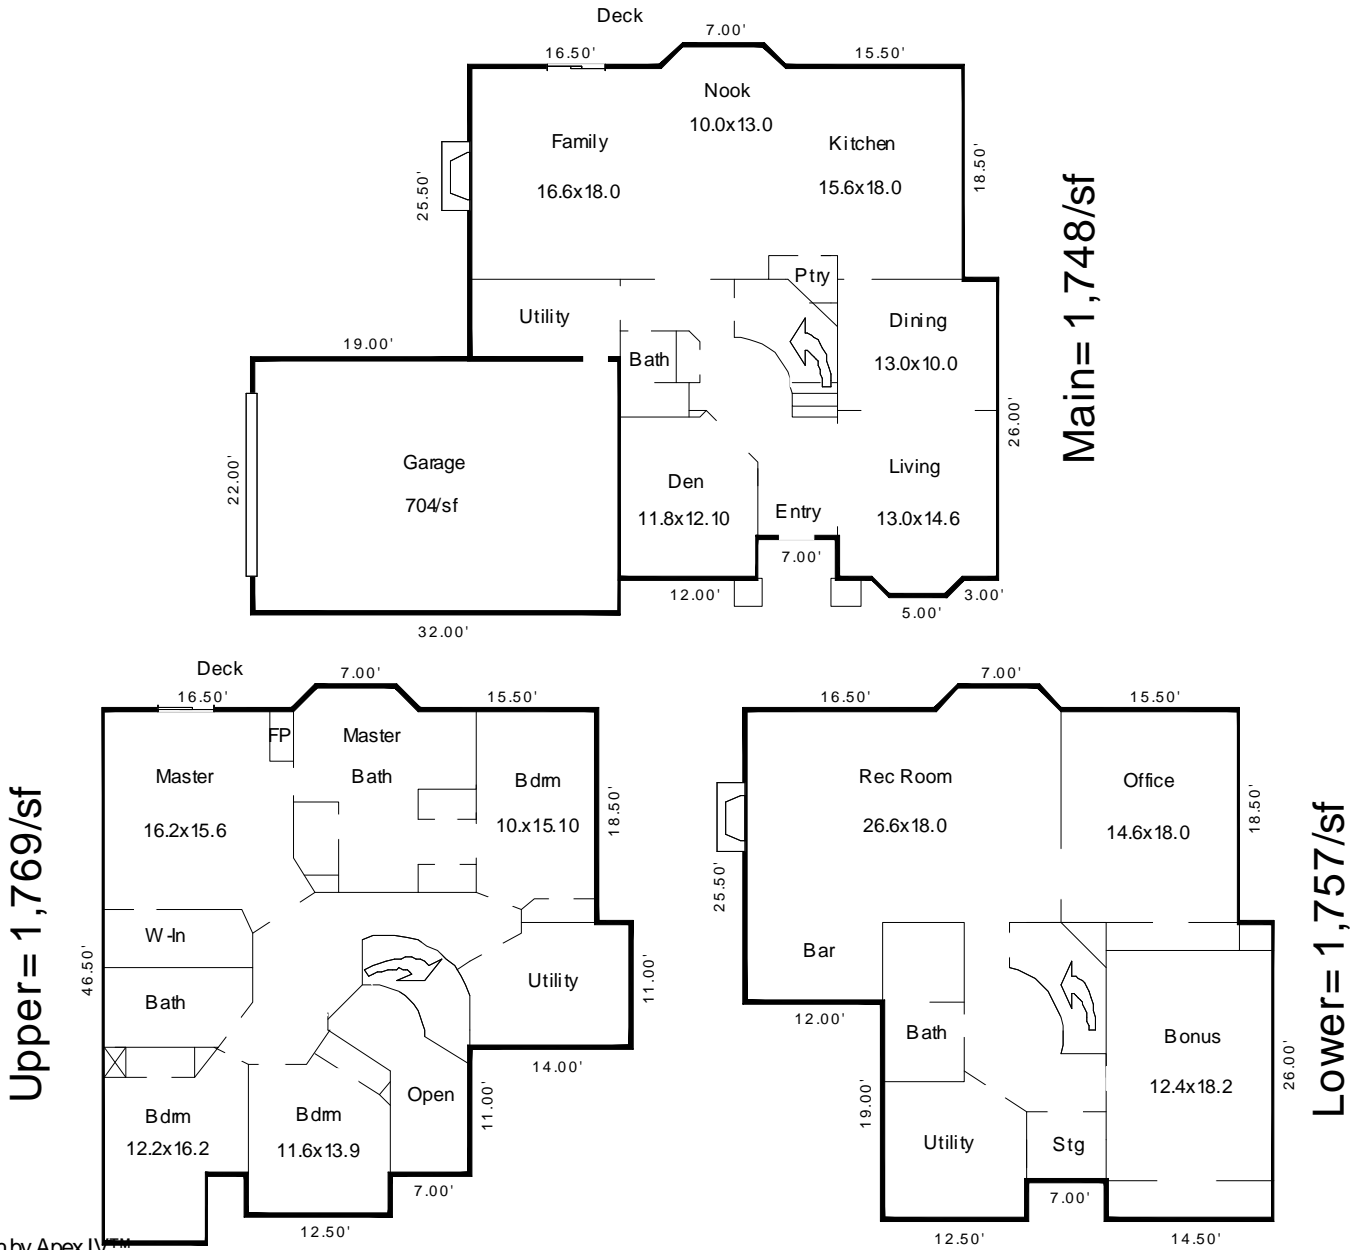 Deck
7.00'
16.50'
15.50'
Nook
10.0x13.0
Family
16.6x18.0
Kitchen
15.6x18.0
25.50'
18.50'
Main= 1,748/sf
Ptry
Utility
Dining
13.0x10.0
19.00'
Bath
26.00'
Garage
704/sf
22.00'
Living
13.0x14.6
Den
11.8x12.10
Entry
7.00'
12.00'
3.00'
5.00'
32.00'
Deck
7.00'
16.50'
15.50'
FP
Master
Bath
Master
16.2x15.6
Bdrm
10.x15.10
18.50'
Upper= 1,769/sf
W-In
46.50'
Bath
Utility
11.00'
14.00'
Open
11.00'
Bdrm
12.2x16.2
Bdrm
11.6x13.9
7.00'
12.50'
by Apex IV™
7.00'
16.50'
15.50'
Rec Room
26.6x18.0
Office
14.6x18.0
18.50'
25.50'
Lower= 1,757/sf
Bar
12.00'
Bath
Bonus
12.4x18.2
26.00'
19.00'
Utility
Stg
7.00'
12.50'
14.50'